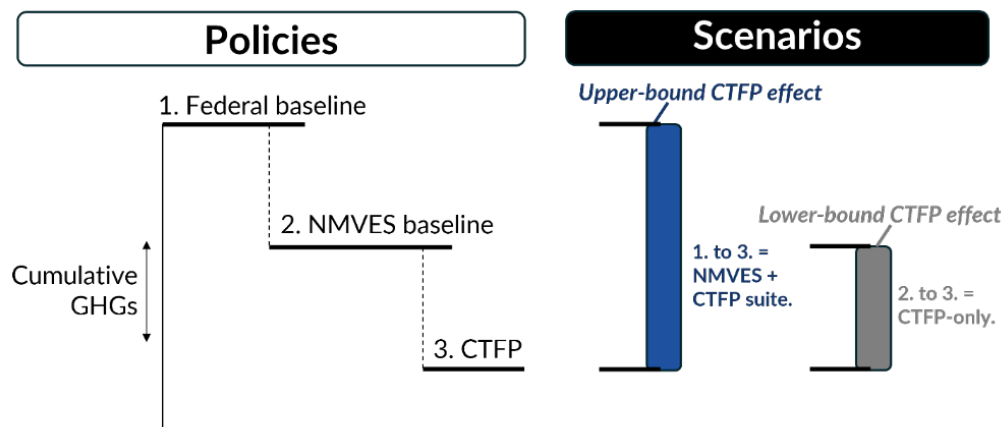 Policies
Scenarios
1. Federal baseline
2. NMVES baseline
Cumulative
GHGs
3. CTFP
Upper-bound CTFP effect
1. to 3. =
NMVES +
CTFP suite.
Lower-bound CTFP effect
2. to 3. =
CTFP-only.